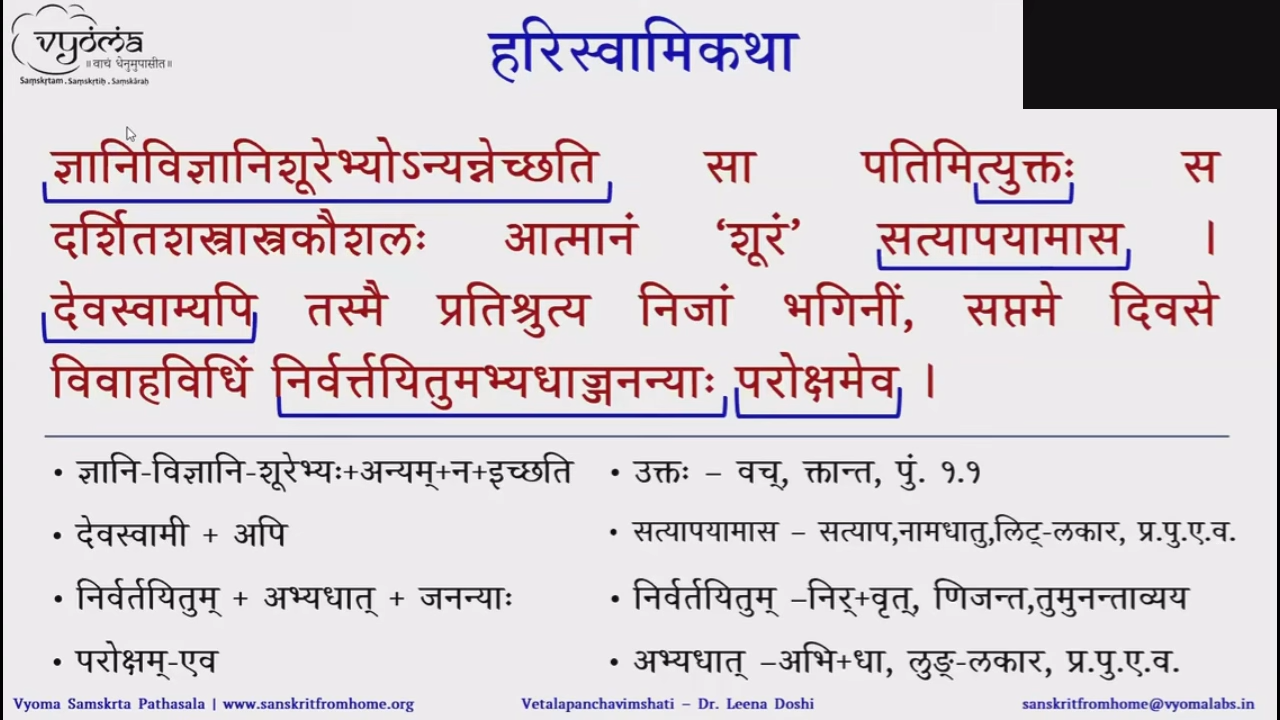 vyoma
॥ वाचं धेनुमुपासीत॥
Saṃskṛtam . Saṃskṛtiḥ . Saṃskāraḥ
हरिस्वामिकथा
ज्ञानिविज्ञानिशूरेभ्योऽन्यन्नेच्छति सा पतिमित्युक्तः स
दर्शितशस्त्रास्त्रकौशलः आत्मानं ‘शूरं’ सत्यापयामास ।
देवस्वाम्यपि तस्मै प्रतिश्रुत्य निजां भगिनीं, सप्तमे दिवसे
विवाहविधिं निर्वर्त्तयितुमभ्यधाज्जनन्याः परोक्षमेव ।
• ज्ञानि-विज्ञानि-शूरेभ्यः+अन्यम्+न+इच्छति
• देवस्वामी + अपि
• निर्वर्तयितुम् + अभ्यधात् + जनन्याः
• परोक्षम्-एव
• उक्तः – वच्, क्तान्त, पुं. १.१
• सत्यापयामास – सत्याप,नामधातु,लिट्-लकार, प्र.पु.ए.व.
• निर्वर्तयितुम् –निर्+वृत्, णिजन्त,तुमुनन्ताव्यय
• अभ्यधात् –अभि+धा, लुङ्-लकार, प्र.पु.ए.व.
Vyoma Samskrta Pathasala | www.sanskritfromhome.org Vetalapanchavimshati – Dr. Leena Doshi sanskritfromhome@vyomalabs.in